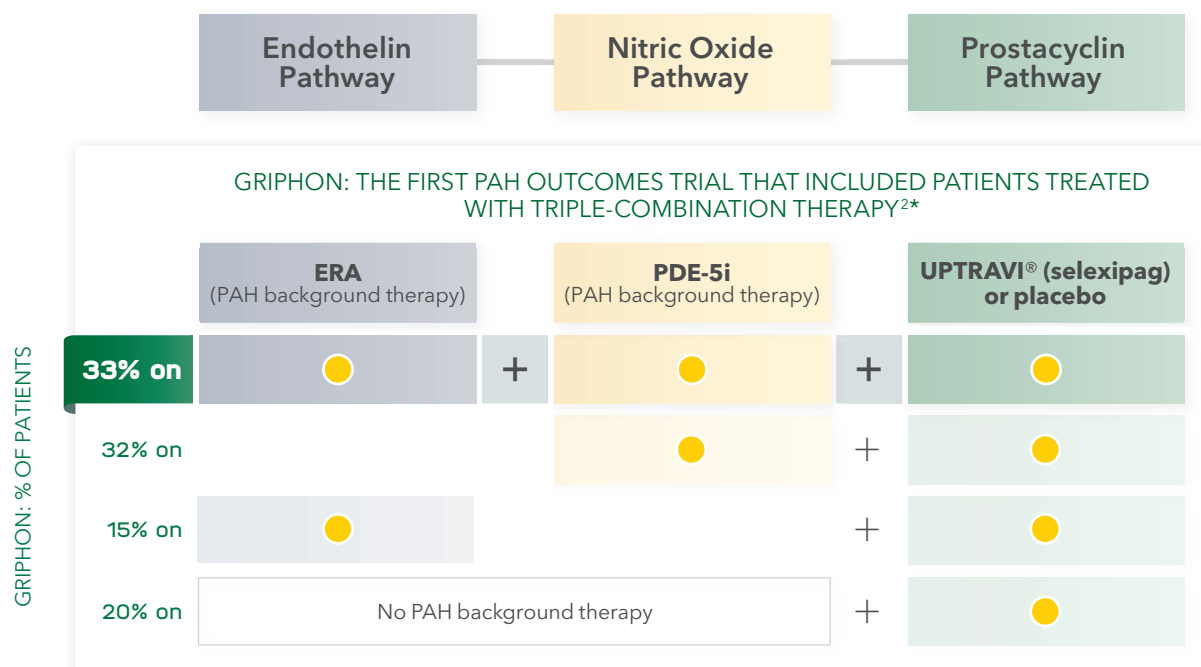 Endothelin
Pathway
Nitric Oxide
Pathway
Prostacyclin
Pathway
GRIPHON: THE FIRST PAH OUTCOMES TRIAL THAT INCLUDED PATIENTS TREATED
WITH TRIPLE-COMBINATION THERAPY²*
ERA
(PAH background therapy)
PDE-5i
(PAH background therapy)
UPTRAVI® (selexipag)
or placebo
GRIPHON: % OF PATIENTS
33% on + +
32% on +
15% on +
20% on No PAH background therapy +